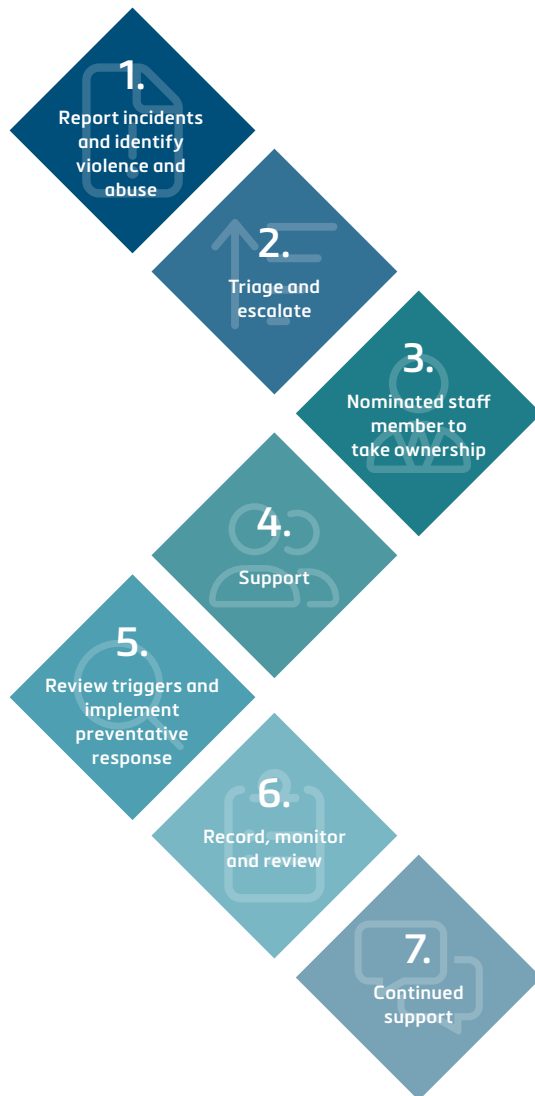 1.
Report incidents
and identify
violence and
abuse
2.
Triage and
escalate
3.
Nominated staff
member to
take ownership
4.
Support
5.
Review triggers and
implement
preventative
response
6.
Record, monitor
and review
7.
Continued
support